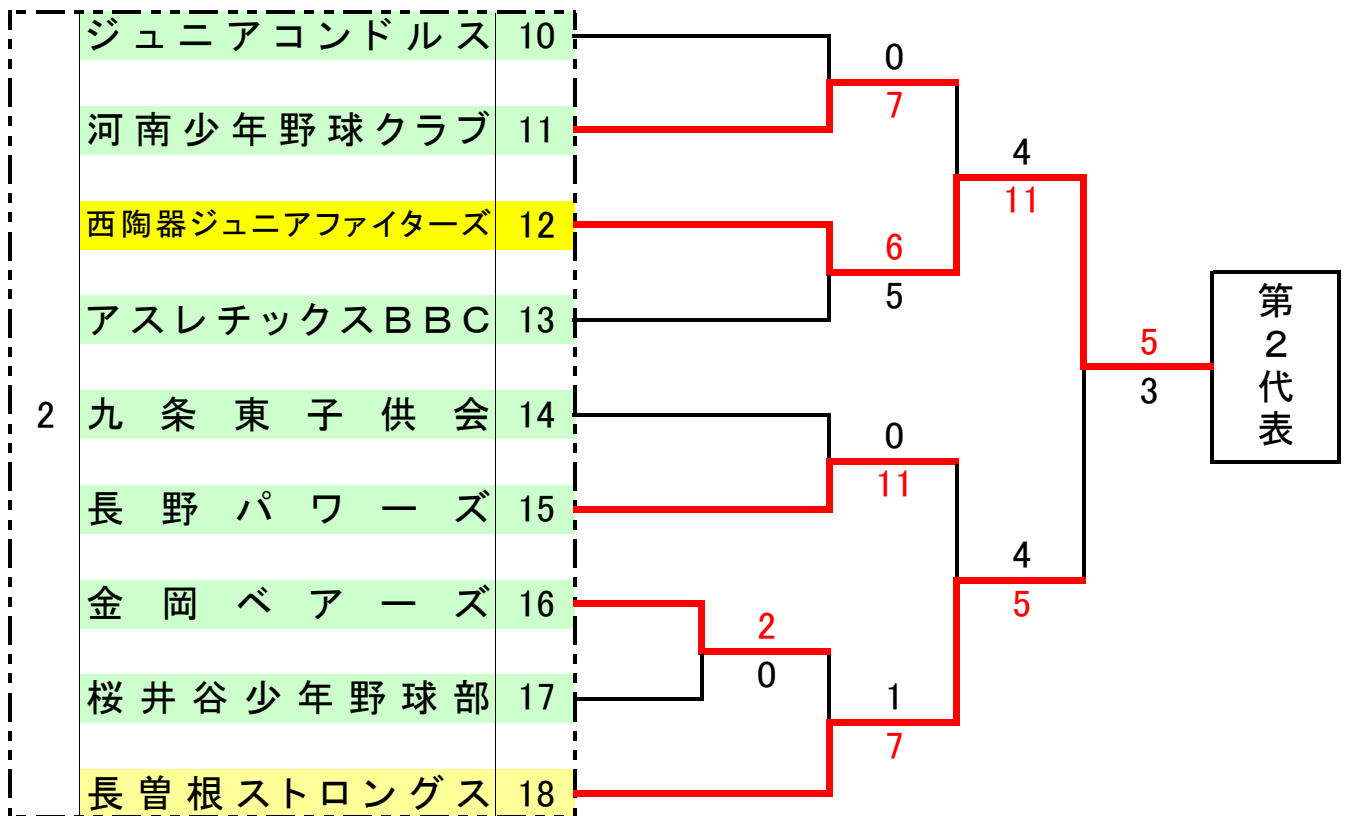 ジュニアコンドルス 10
0
7
河南少年野球クラブ 11
4
11
西陶器ジュニアファイターズ 12
6
5
アスレチックスＢＢＣ 13
5
3
第２代表
2
九条東子供会 14
0
11
長野パワーズ 15
4
5
金岡ベアーズ 16
2
0
桜井谷少年野球部 17
1
7
長曽根ストロングス 18